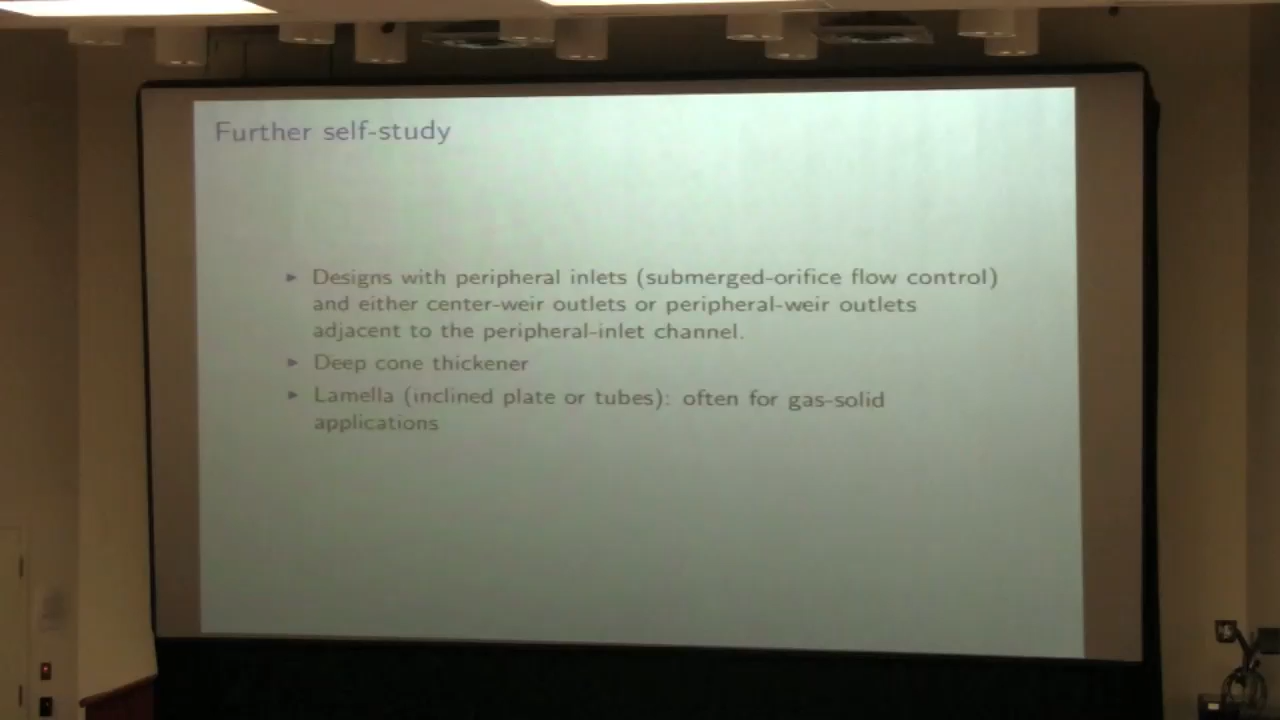 Further self-study
▶ Designs with peripheral inlets (submerged-orifice flow control)
and either center-weir outlets or peripheral-weir outlets
adjacent to the peripheral-inlet channel.
▶ Deep cone thickener
▶ Lamella (inclined plate or tubes): often for gas-solid
applications